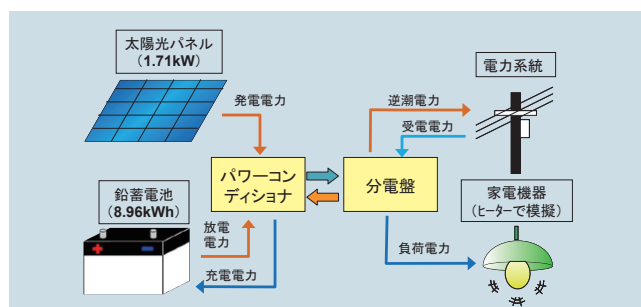 太陽光パネル
(1.71kW)
電力系統
発電電力
逆潮電力
受電電力
パワーコン
ディショナ
分電盤
鉛蓄電池
(8.96kWh)
家電機器
(ヒーターで模擬)
放電
電力
負荷電力
充電電力